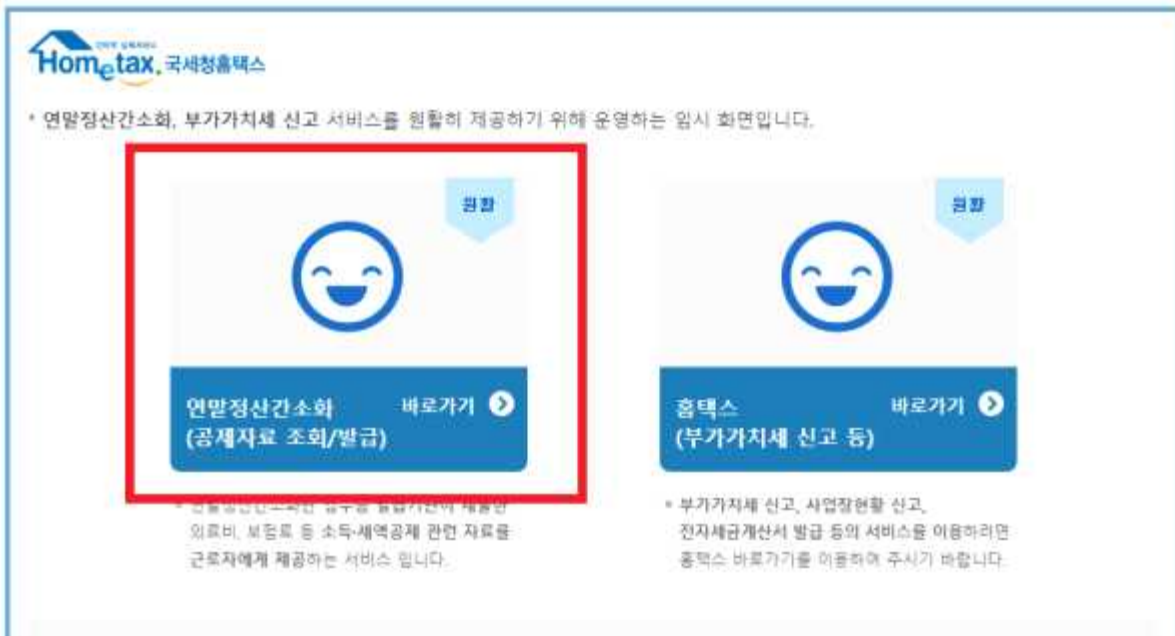 Hometax. 국세청홈택스
* 연말정산간소화, 부가가치세 신고 서비스를 원활히 제공하기 위해 운영하는 임시 화면입니다.
원활
연말정산간소화 바로가기
(공제자료 조회/발급)
의료비, 보험료 등 소득·세액공제 관련 자료를
근로자에게 제공하는 서비스 입니다.
원활
홈택스 바로가기
(부가가치세 신고 등)
* 부가가치세 신고, 사업장현황 신고,
전자세금계산서 발급 등의 서비스을 이용하려면
홈택스 바로가기를 이용하여 주시기 바랍니다.